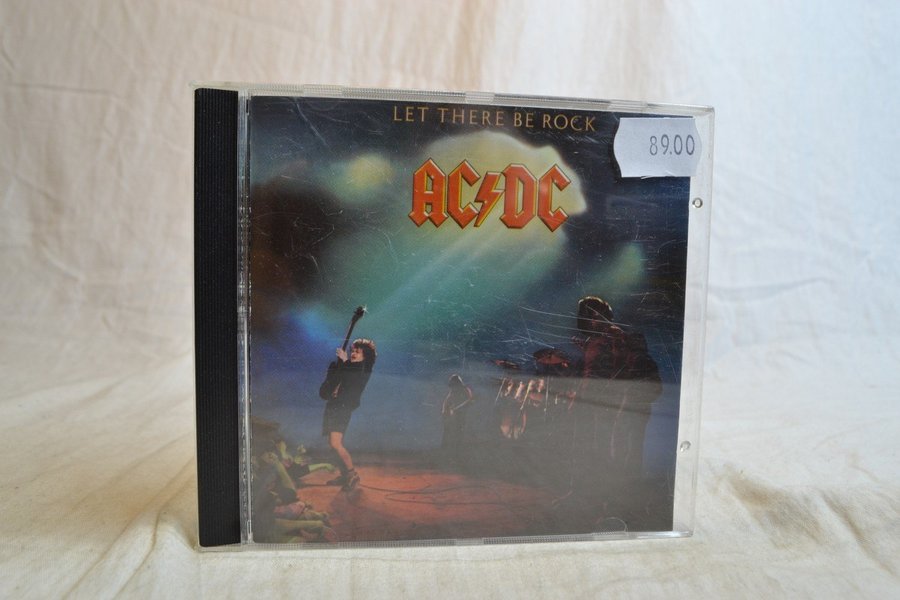 LET THERE BE ROCK
89.00
AC⚡DC